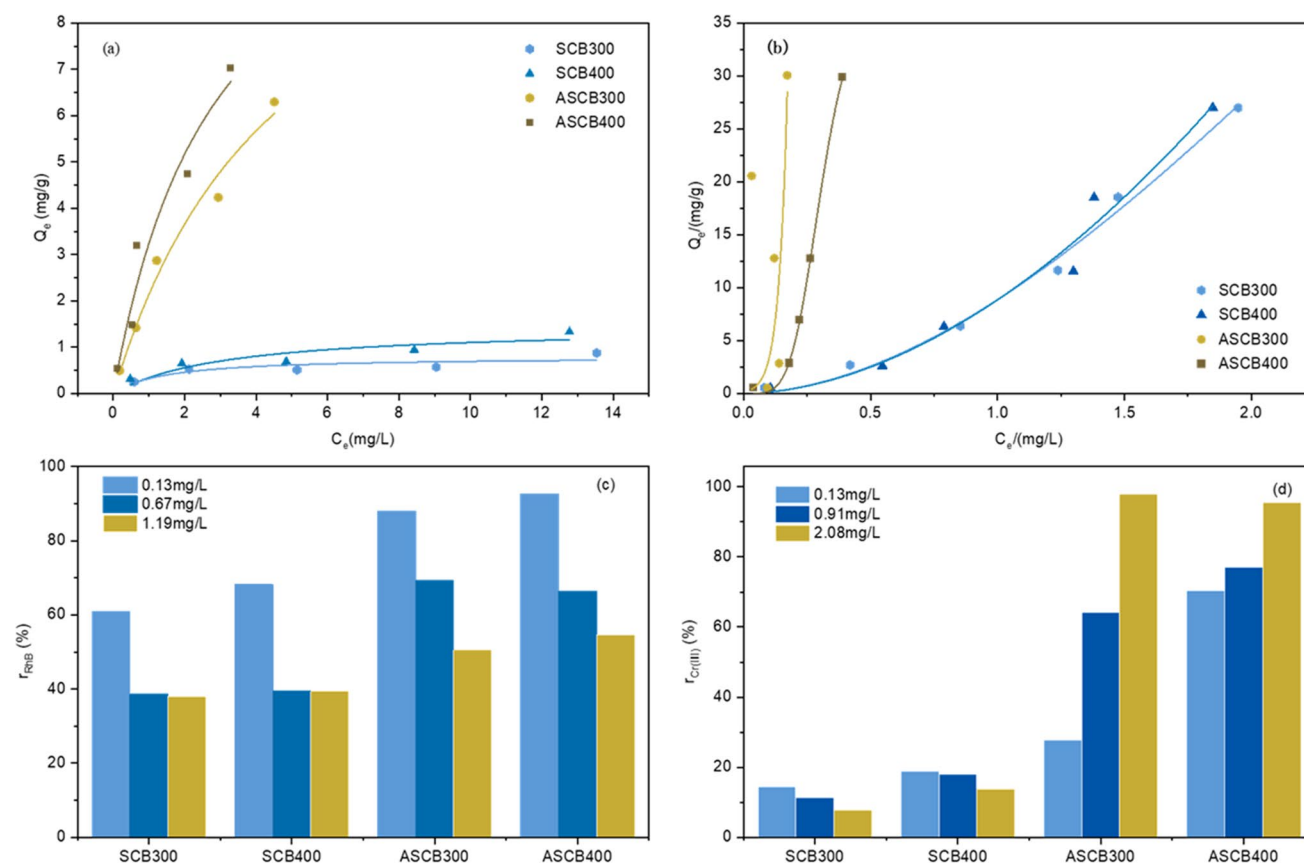 (a)
SCB300
SCB400
ASCB300
ASCB400
Qe (mg/g)
8
7
6
5
4
3
2
1
0
0 2 4 6 8 10 12 14
Ce(mg/L)
(b)
SCB300
SCB400
ASCB300
ASCB400
Qe/(mg/g)
35
30
25
20
15
10
5
0
0.0 0.5 1.0 1.5 2.0
Ce/(mg/L)
(c)
0.13mg/L
0.67mg/L
1.19mg/L
rRhB (%)
100
80
60
40
20
0
SCB300 SCB400 ASCB300 ASCB400
(d)
0.13mg/L
0.91mg/L
2.08mg/L
rCr(III) (%)
100
80
60
40
20
0
SCB300 SCB400 ASCB300 ASCB400